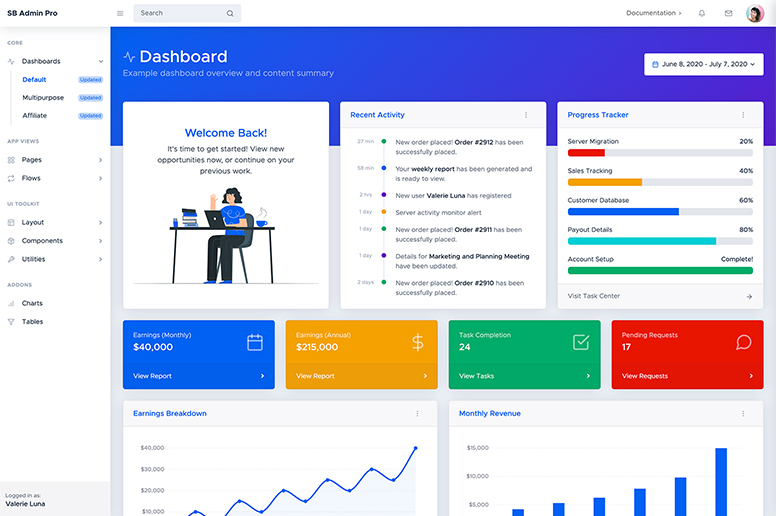 SB Admin Pro
Search
Documentation
CORE
Dashboards
Default Updated
Multipurpose Updated
Affiliate Updated
APP VIEWS
Pages
Flows
UI TOOLKIT
Layout
Components
Utilities
ADDONS
Charts
Tables
Logged in as:
Valerie Luna
Dashboard
Example dashboard overview and content summary
June 8, 2020 - July 7, 2020
Welcome Back!
It's time to get started! View new
opportunities now, or continue on your
previous work.
Recent Activity
27 min New order placed! Order #2912 has been
successfully placed.
58 min Your weekly report has been generated and
is ready to view.
2 hrs New user Valerie Luna has registered
1 day Server activity monitor alert
1 day New order placed! Order #2911 has been
successfully placed.
1 day Details for Marketing and Planning Meeting
have been updated.
2 days New order placed! Order #2910 has been
successfully placed.
Progress Tracker
Server Migration 20%
Sales Tracking 40%
Customer Database 60%
Payout Details 80%
Account Setup Complete!
Visit Task Center
Earnings (Monthly)
$40,000
View Report
Earnings (Annual)
$215,000
View Report
Task Completion
24
View Tasks
Pending Requests
17
View Requests
Earnings Breakdown
$40,000
$30,000
$20,000
$10,000
Monthly Revenue
$15,000
$10,000
$5,000